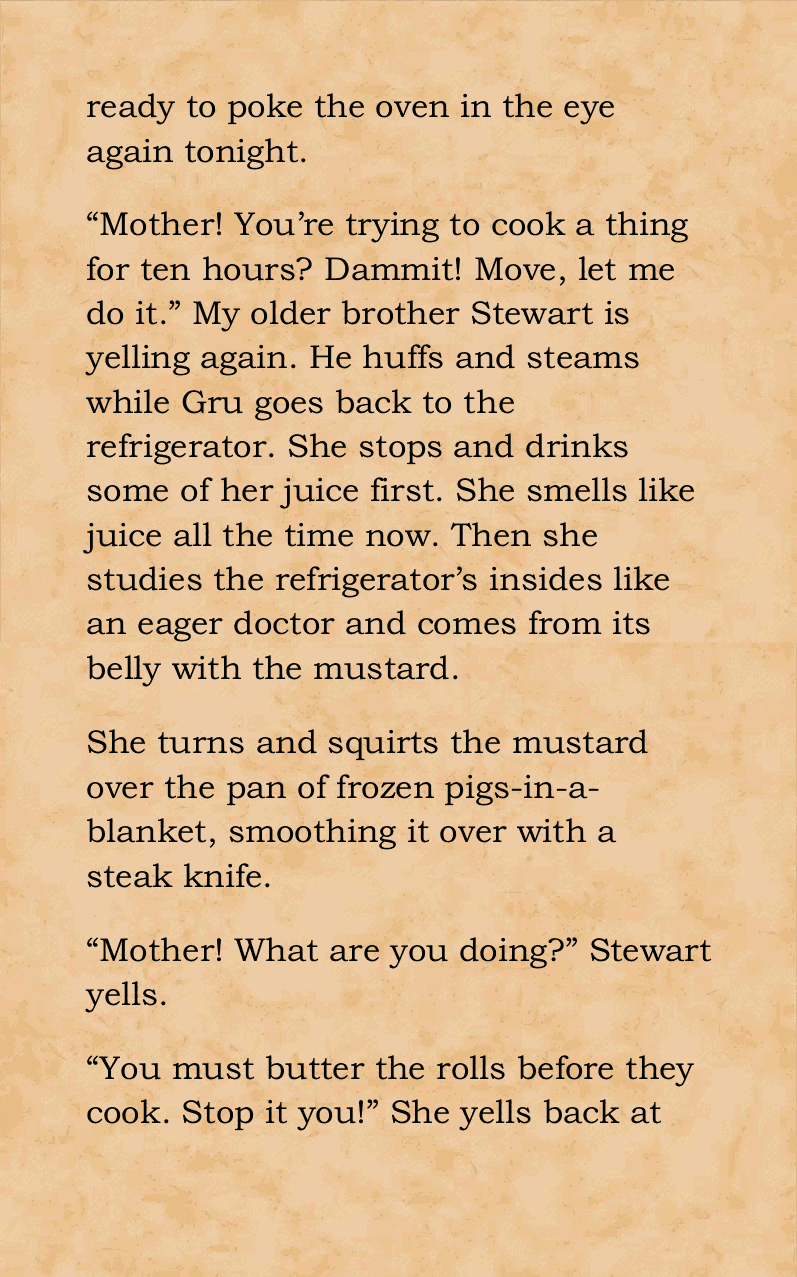 ready to poke the oven in the eye
again tonight.
“Mother! You’re trying to cook a thing
for ten hours? Dammit! Move, let me
do it.” My older brother Stewart is
yelling again. He huffs and steams
while Gru goes back to the
refrigerator. She stops and drinks
some of her juice first. She smells like
juice all the time now. Then she
studies the refrigerator’s insides like
an eager doctor and comes from its
belly with the mustard.
She turns and squirts the mustard
over the pan of frozen pigs-in-a-
blanket, smoothing it over with a
steak knife.
“Mother! What are you doing?” Stewart
yells.
“You must butter the rolls before they
cook. Stop it you!” She yells back at